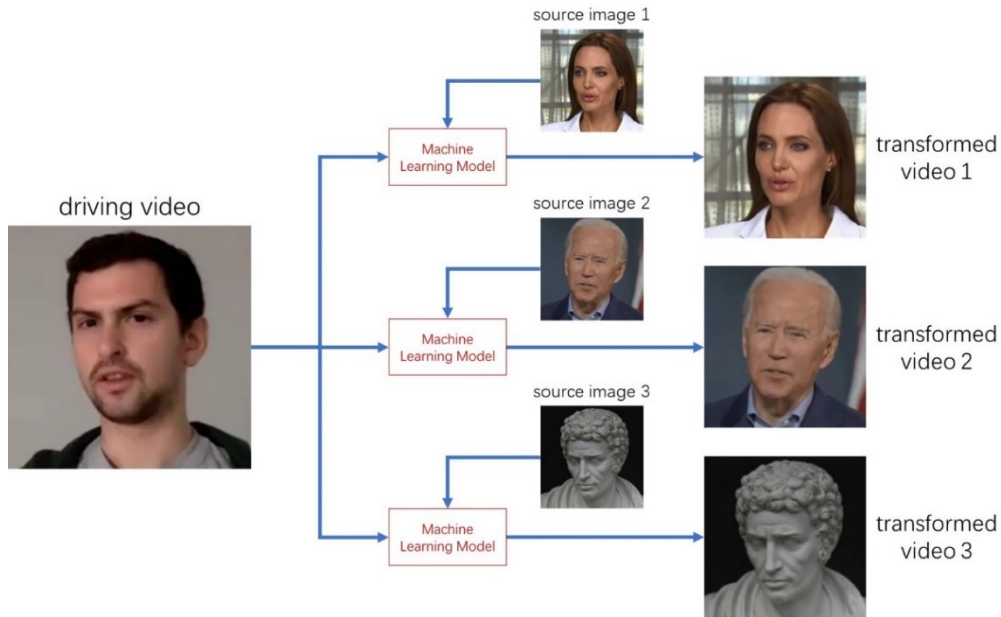 source image 1
Machine
Learning Model
transformed
video 1
driving video
source image 2
Machine
Learning Model
transformed
video 2
source image 3
Machine
Learning Model
transformed
video 3